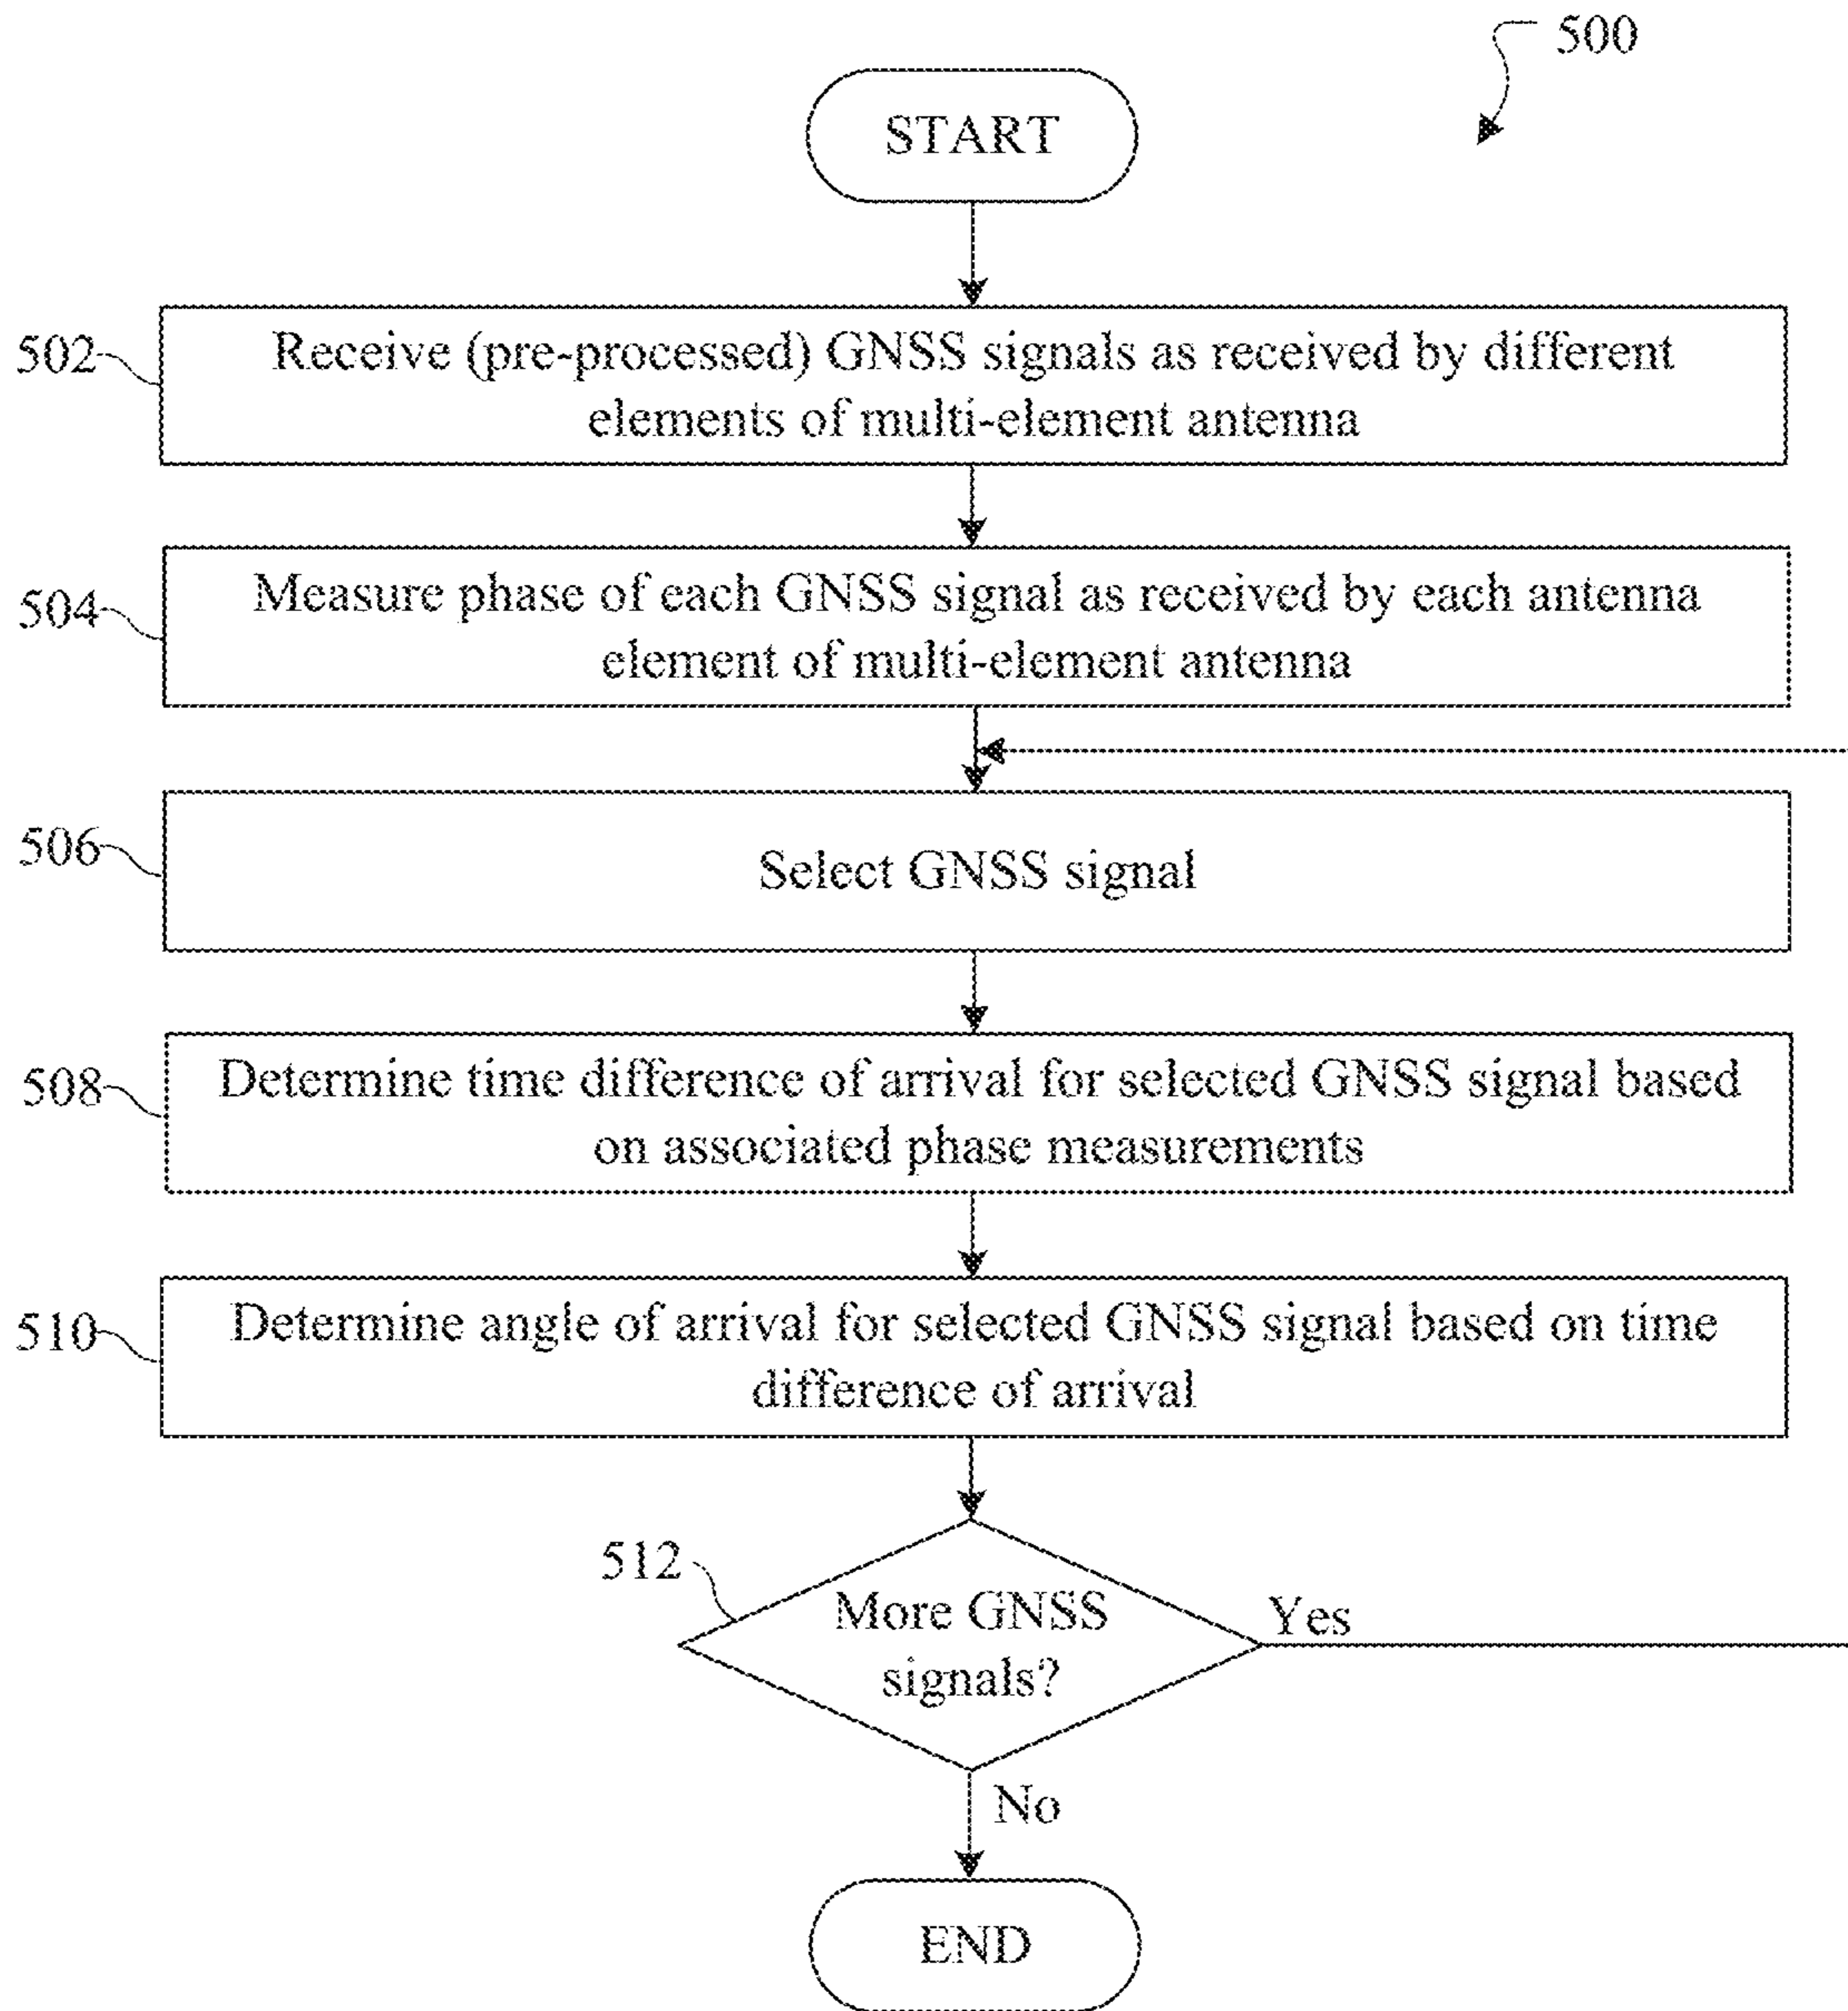 500
START
502
Receive (pre-processed) GNSS signals as received by different
elements of multi-element antenna
504
Measure phase of each GNSS signal as received by each antenna
element of multi-element antenna
506
Select GNSS signal
508
Determine time difference of arrival for selected GNSS signal based
on associated phase measurements
510
Determine angle of arrival for selected GNSS signal based on time
difference of arrival
512
More GNSS
signals?
Yes
No
END